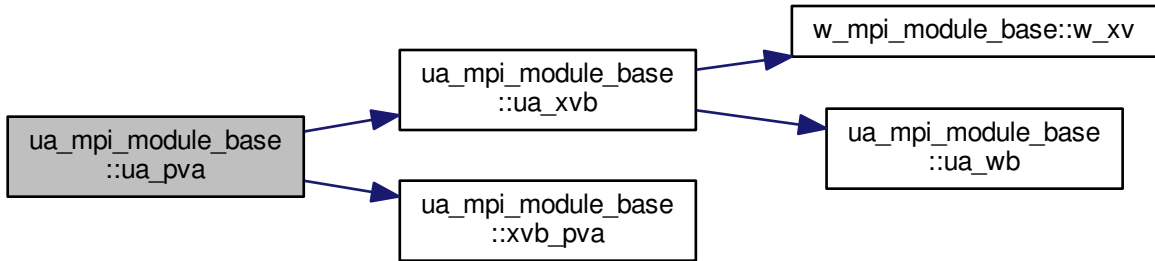 ua_mpi_module_base
::ua_pva
ua_mpi_module_base
::ua_xvb
ua_mpi_module_base
::xvb_pva
w_mpi_module_base::w_xv
ua_mpi_module_base
::ua_wb